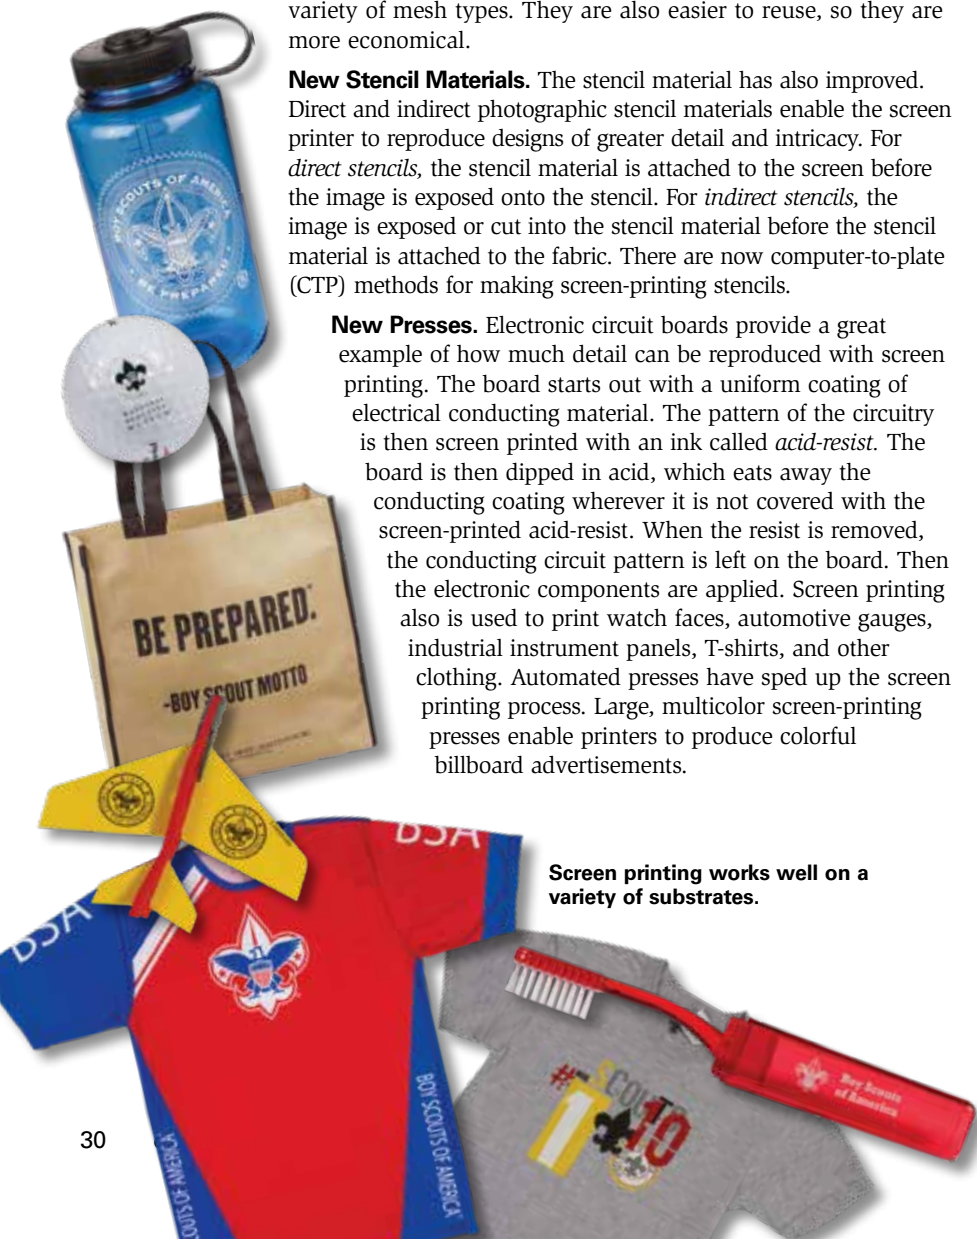 variety of mesh types. They are also easier to reuse, so they are
more economical.
New Stencil Materials. The stencil material has also improved.
Direct and indirect photographic stencil materials enable the screen
printer to reproduce designs of greater detail and intricacy. For
direct stencils, the stencil material is attached to the screen before
the image is exposed onto the stencil. For indirect stencils, the
image is exposed or cut into the stencil material before the stencil
material is attached to the fabric. There are now computer-to-plate
(CTP) methods for making screen-printing stencils.
New Presses. Electronic circuit boards provide a great
example of how much detail can be reproduced with screen
printing. The board starts out with a uniform coating of
electrical conducting material. The pattern of the circuitry
is then screen printed with an ink called acid-resist. The
board is then dipped in acid, which eats away the
conducting coating wherever it is not covered with the
screen-printed acid-resist. When the resist is removed,
the conducting circuit pattern is left on the board. Then
the electronic components are applied. Screen printing
also is used to print watch faces, automotive gauges,
industrial instrument panels, T-shirts, and other
clothing. Automated presses have sped up the screen
printing process. Large, multicolor screen-printing
presses enable printers to produce colorful
billboard advertisements.
BOY SCOUTS OF AMERICA
BE PREPARED
BE PREPARED.
-BOY SCOUT MOTTO
Screen printing works well on a
variety of substrates.
BSA
BSA
BOY SCOUTS OF AMERICA
OUTS OF AMERICA
Boy Scouts
of America
30